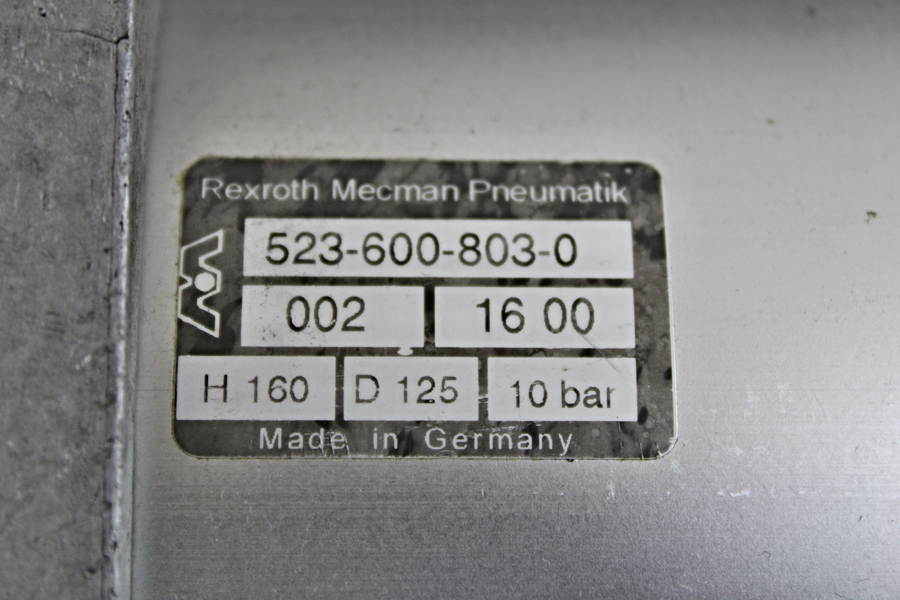 Rexroth Mecman Pneumatik
523-600-803-0
002 16 00
H 160 D 125 10 bar
Made in Germany